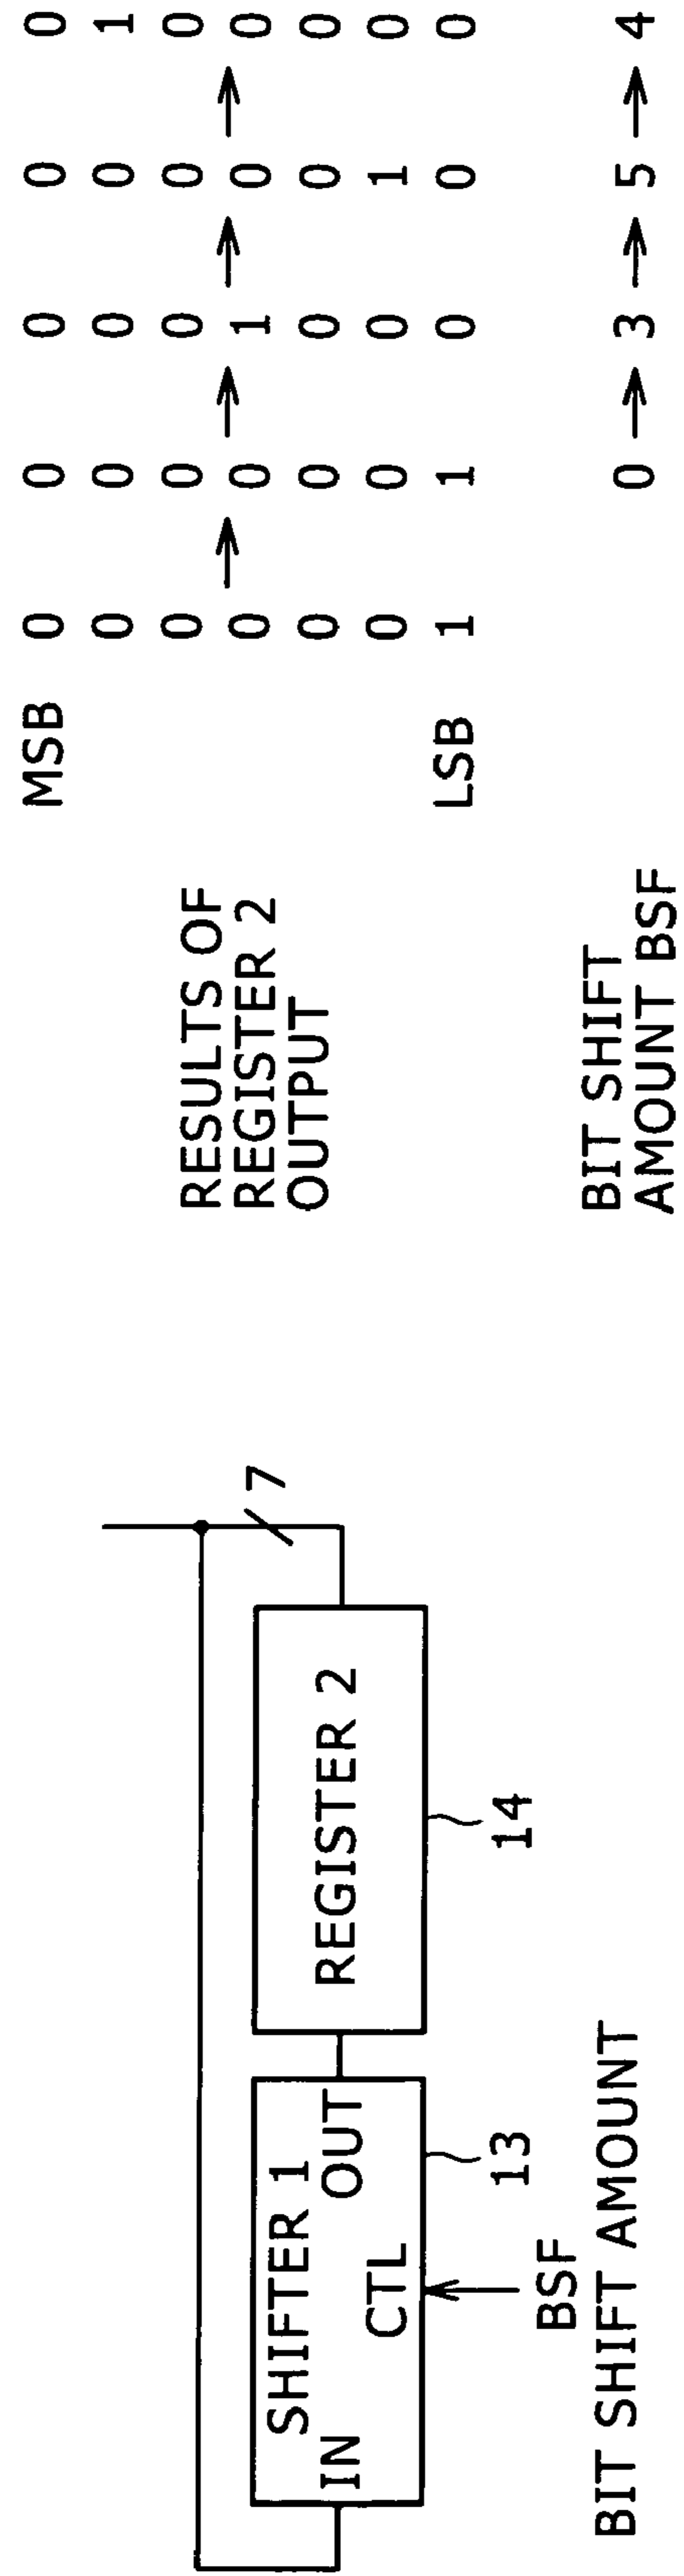 SHIFTER 1
IN
OUT
CTL
13
BSF
BIT SHIFT AMOUNT
REGISTER 2
14
7
RESULTS OF
REGISTER 2
OUTPUT
MSB 0 0 0 0 0
0 0 0 0 1
0 0 0 0 0
→ → → →
0 0 1 0 0
0 0 0 0 0
0 0 0 1 0
LSB 1 1 0 0 0
BIT SHIFT
AMOUNT BSF
0 → 3 → 5 → 4